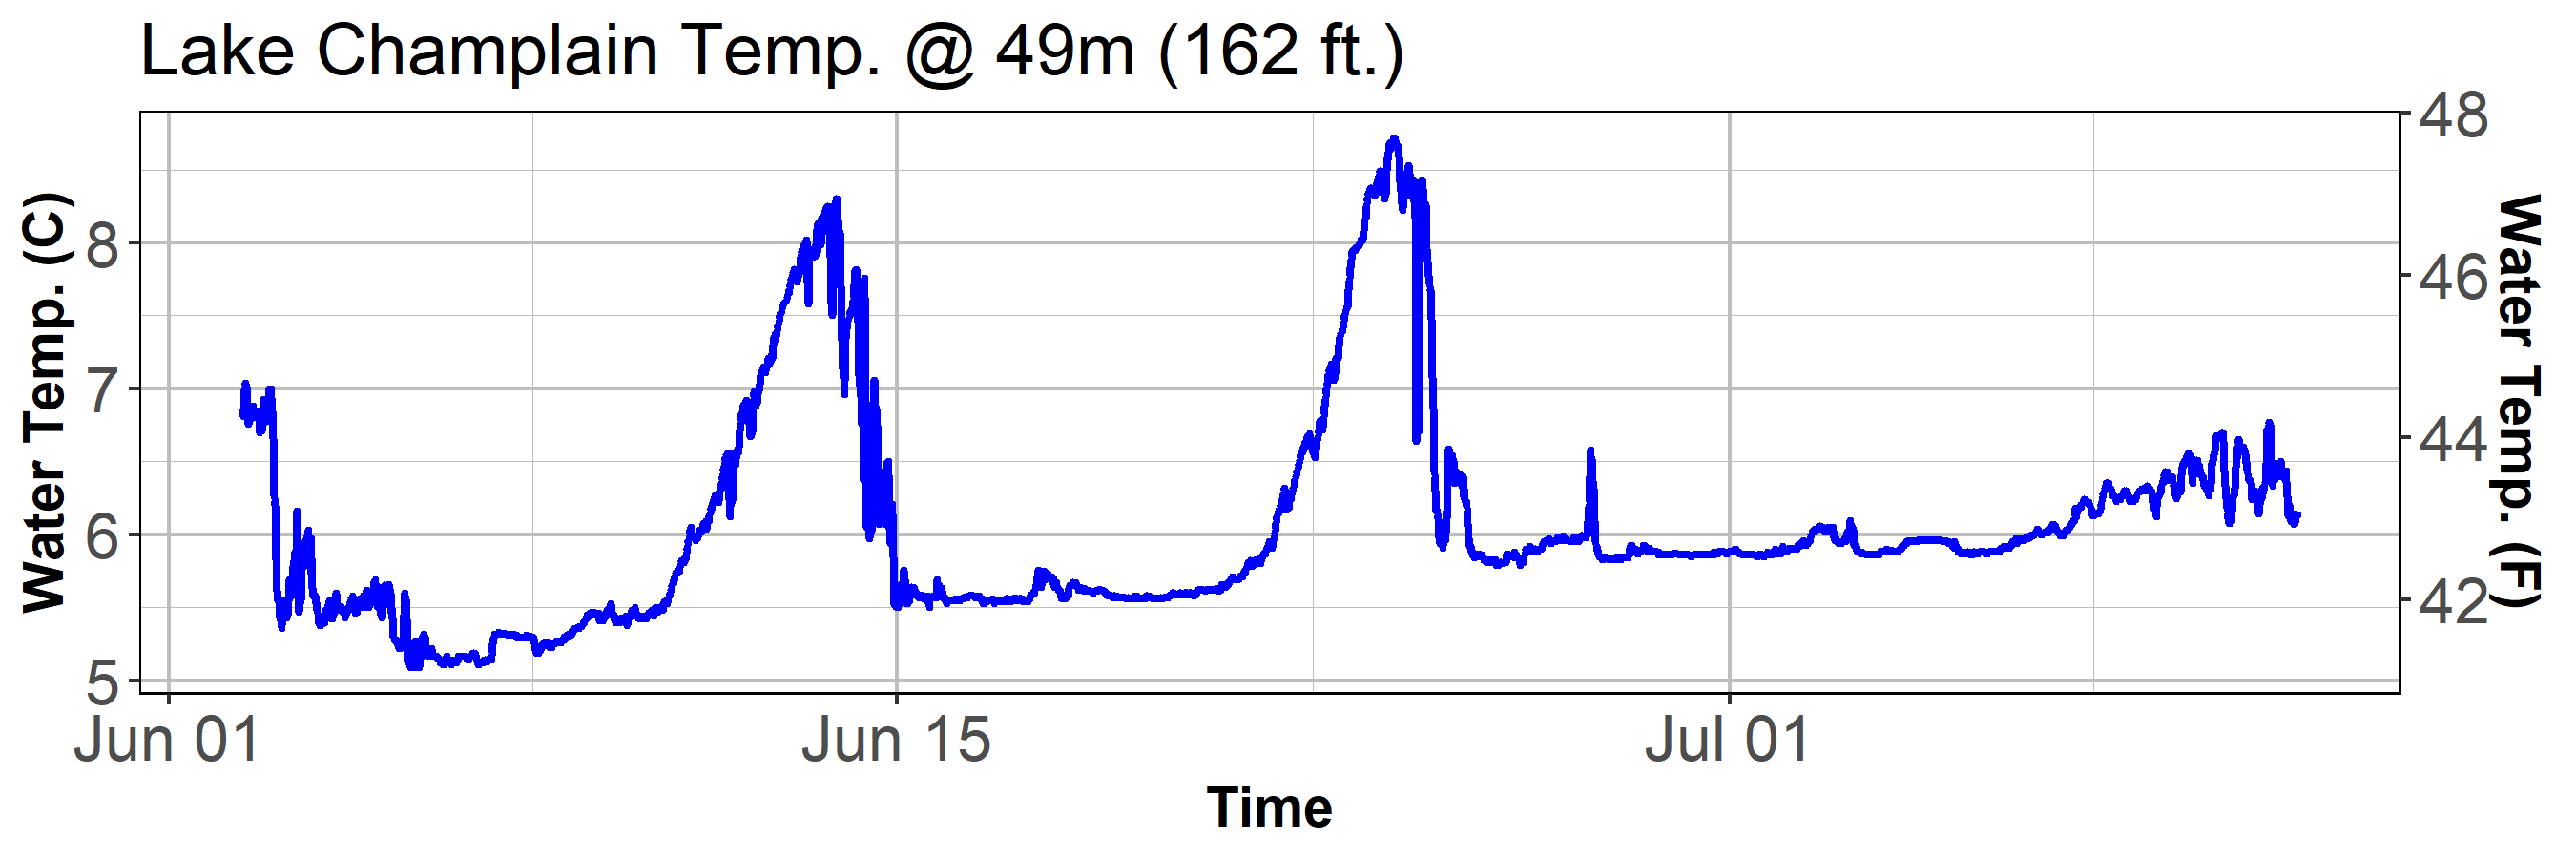 Lake Champlain Temp. @ 49m (162 ft.)
Water Temp. (C)
8
7
6
5
48
46
44
42
Water Temp. (F)
Jun 01
Jun 15
Jul 01
Time